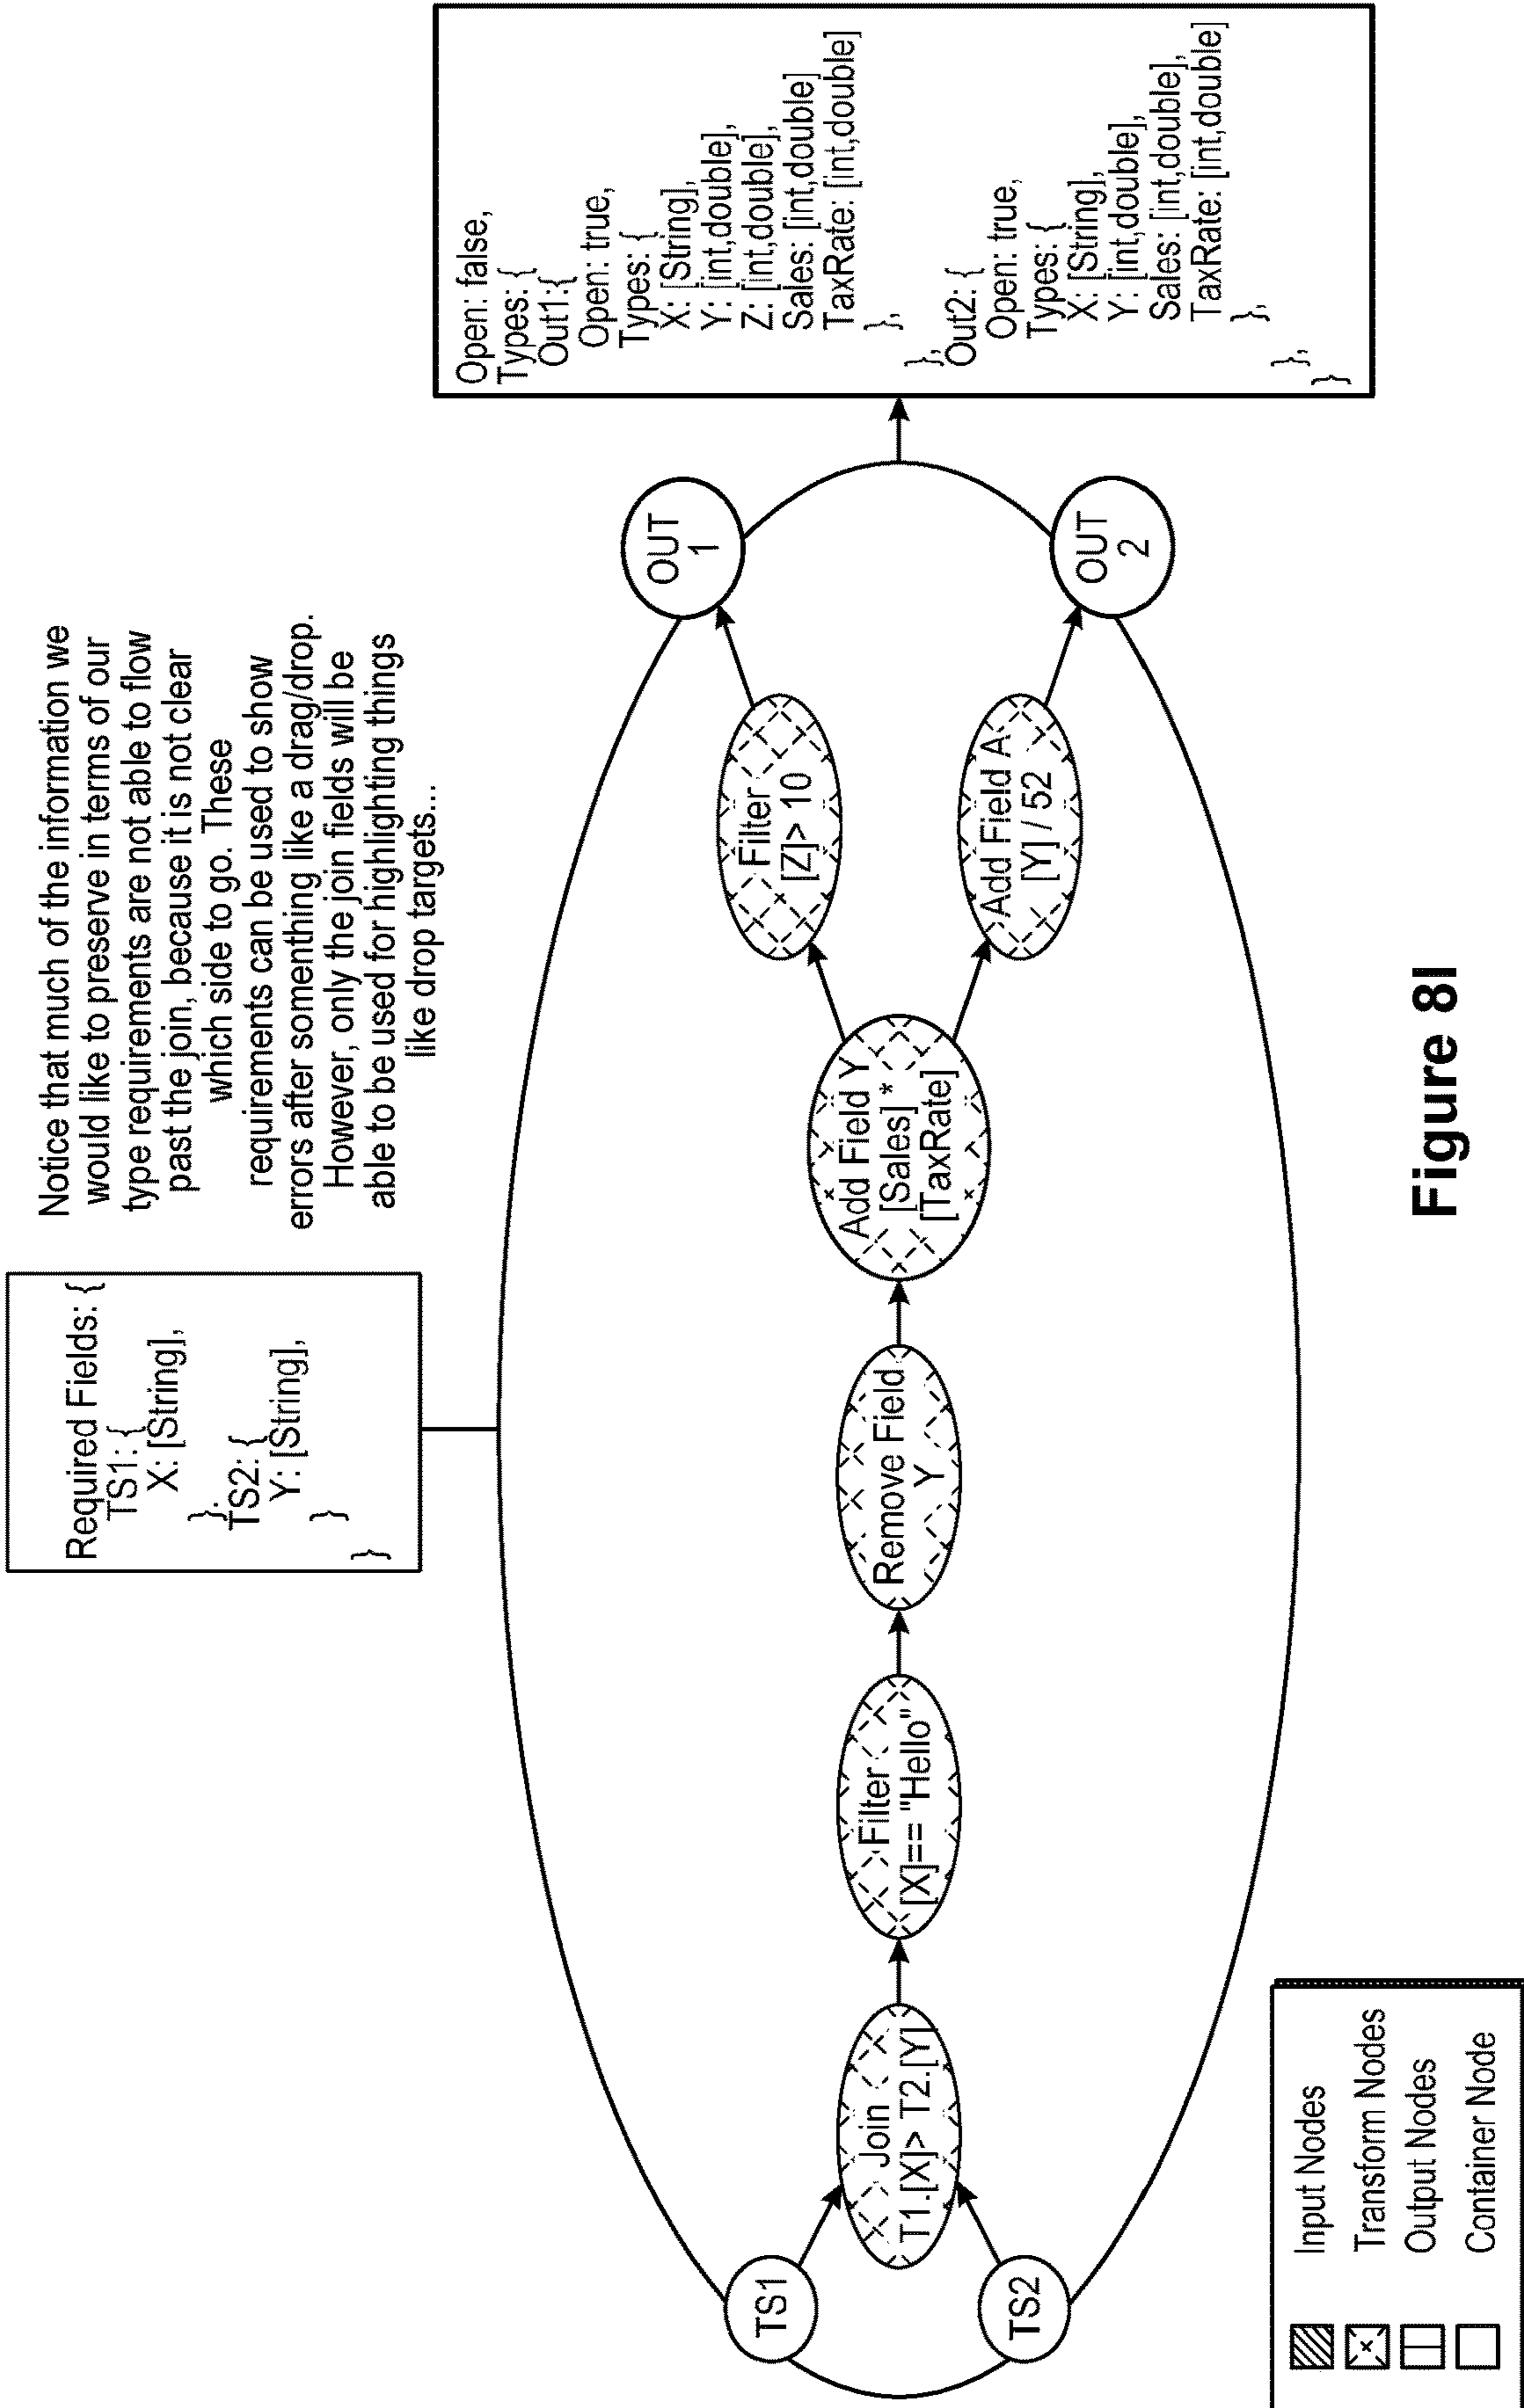 Notice that much of the information we
would like to preserve in terms of our
type requirements are not able to flow
past the join, because it is not clear
which side to go. These
requirements can be used to show
errors after somenthing like a drag/drop.
However, only the join fields will be
able to be used for highlighting things
like drop targets...
Required Fields: {
TS1: {
X: [String],
},
TS2: {
Y: [String],
}
}
TS1
TS2
Join
T1.[X]> T2.[Y]
Filter
[X]== "Hello"
Remove Field
Y
Add Field Y
[Sales] *
[TaxRate]
Filter
[Z]> 10
Add Field A
[Y] / 52
OUT
1
OUT
2
Open: false,
Types: {
Out1:{
Open: true,
Types: {
X: [String],
Y: [int,double],
Z: [int,double],
Sales: [int,double]
TaxRate: [int,double]
},
},
Out2: {
Open: true,
Types: {
X: [String],
Y: [int,double],
Sales: [int,double],
TaxRate: [int,double]
},
},
}
Input Nodes
Transform Nodes
Output Nodes
Container Node
Figure 8I